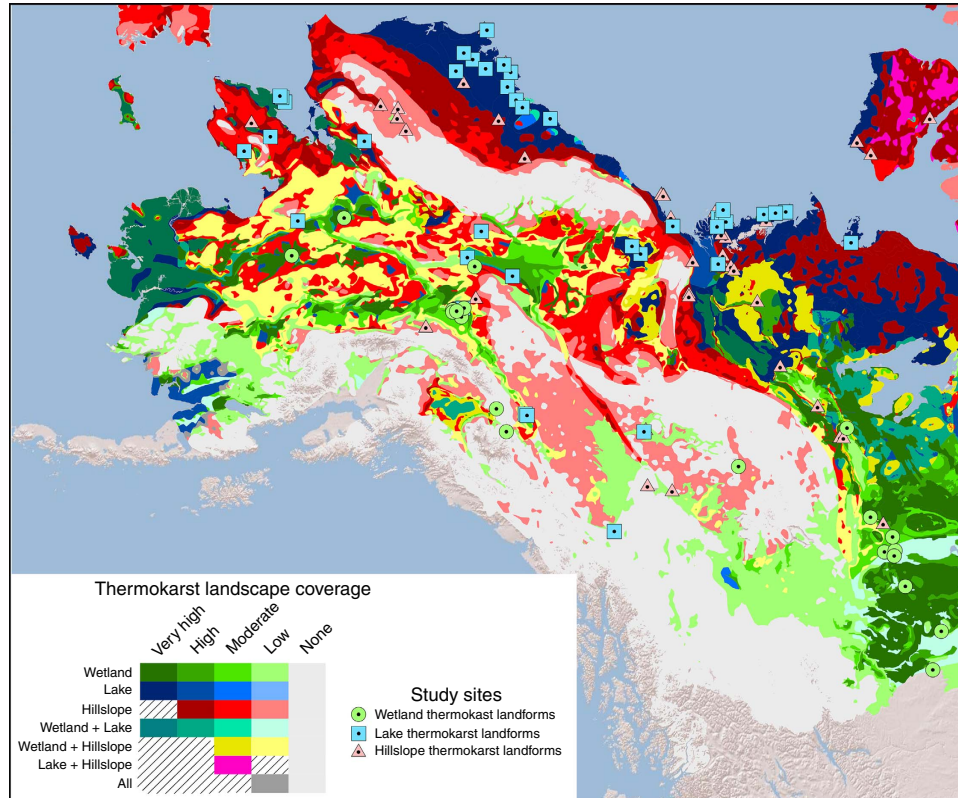 Thermokarst landscape coverage
Very high
High
Moderate
Low
None
Wetland
Lake
Hillslope
Wetland + Lake
Wetland + Hillslope
Lake + Hillslope
All
Study sites
Wetland thermokast landforms
Lake thermokarst landforms
Hillslope thermokarst landforms